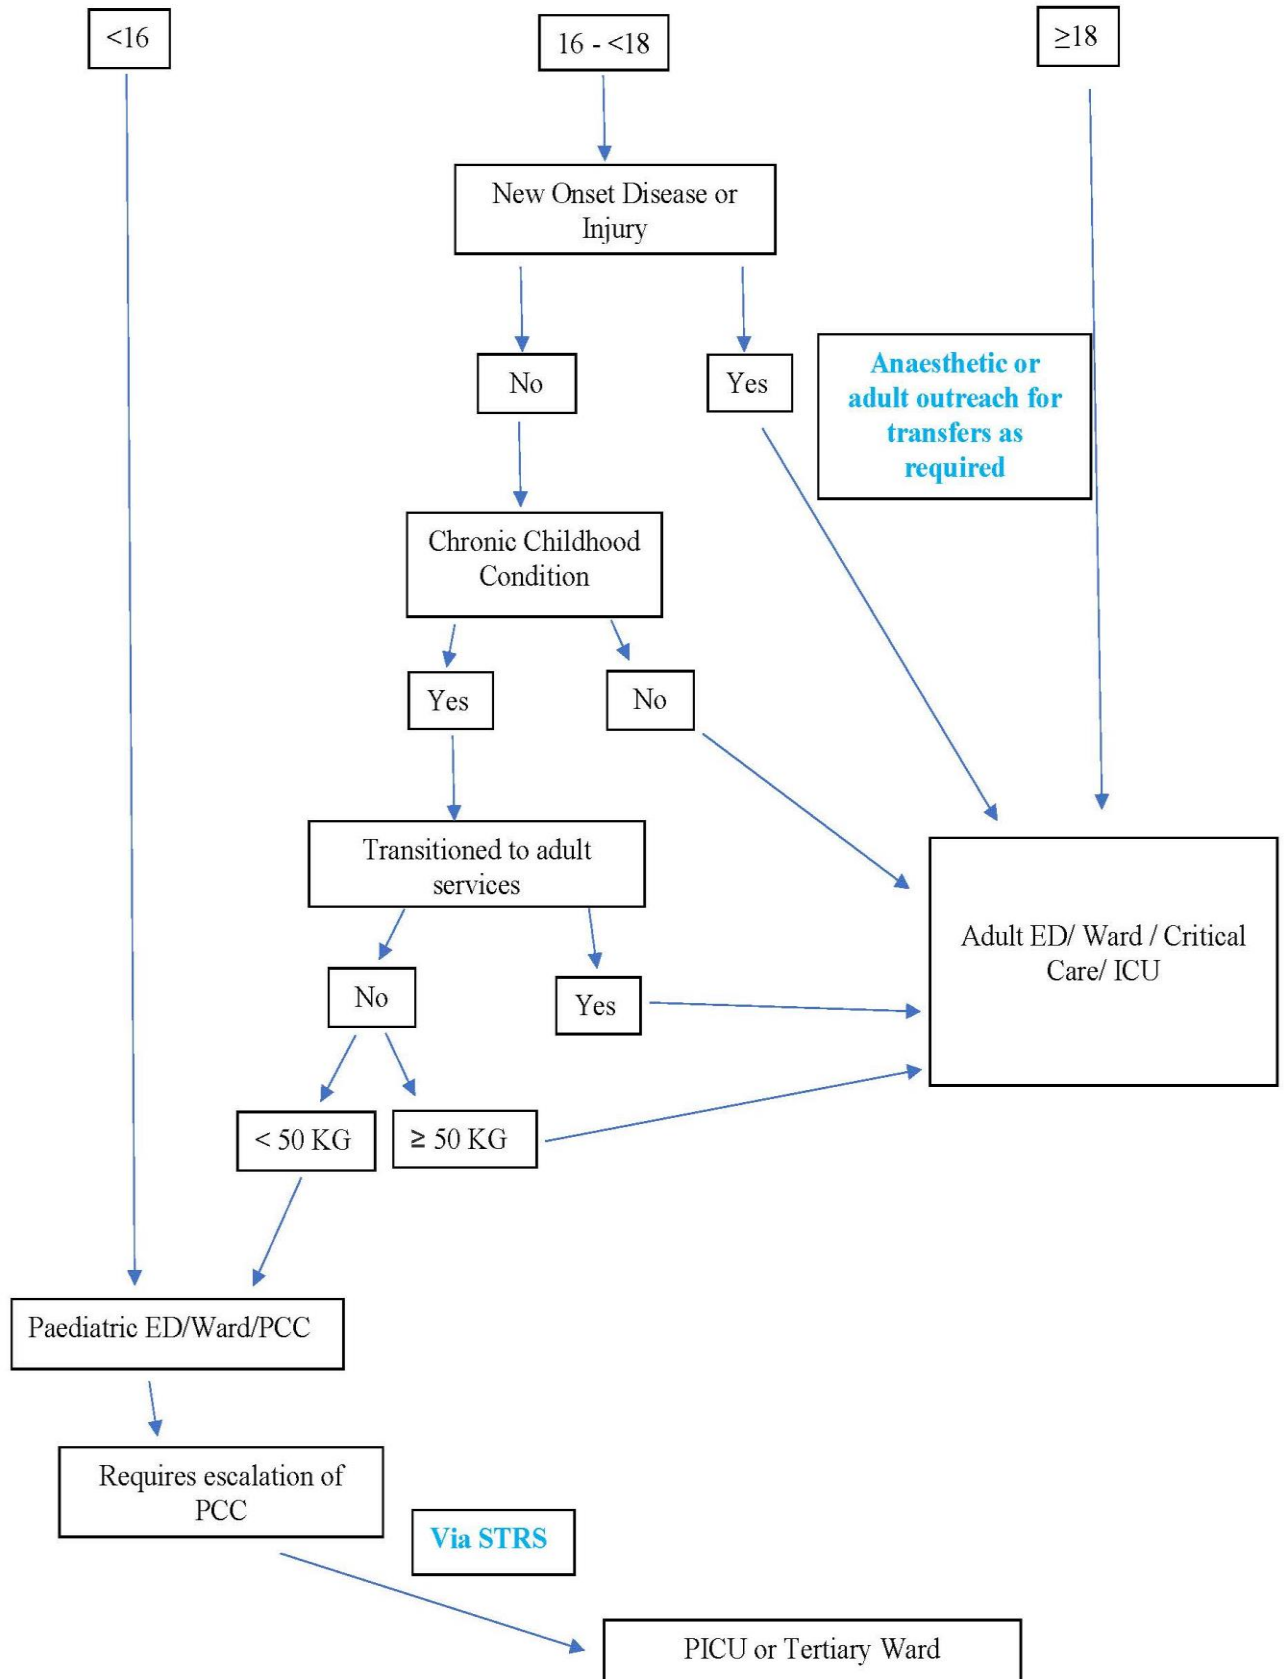 <16
16 - <18
≥18
New Onset Disease or
Injury
No
Yes
Anaesthetic or
adult outreach for
transfers as
required
Chronic Childhood
Condition
Yes
No
Transitioned to adult
services
No
Yes
Adult ED/ Ward / Critical
Care/ ICU
< 50 KG
≥ 50 KG
Paediatric ED/Ward/PCC
Requires escalation of
PCC
Via STRS
PICU or Tertiary Ward